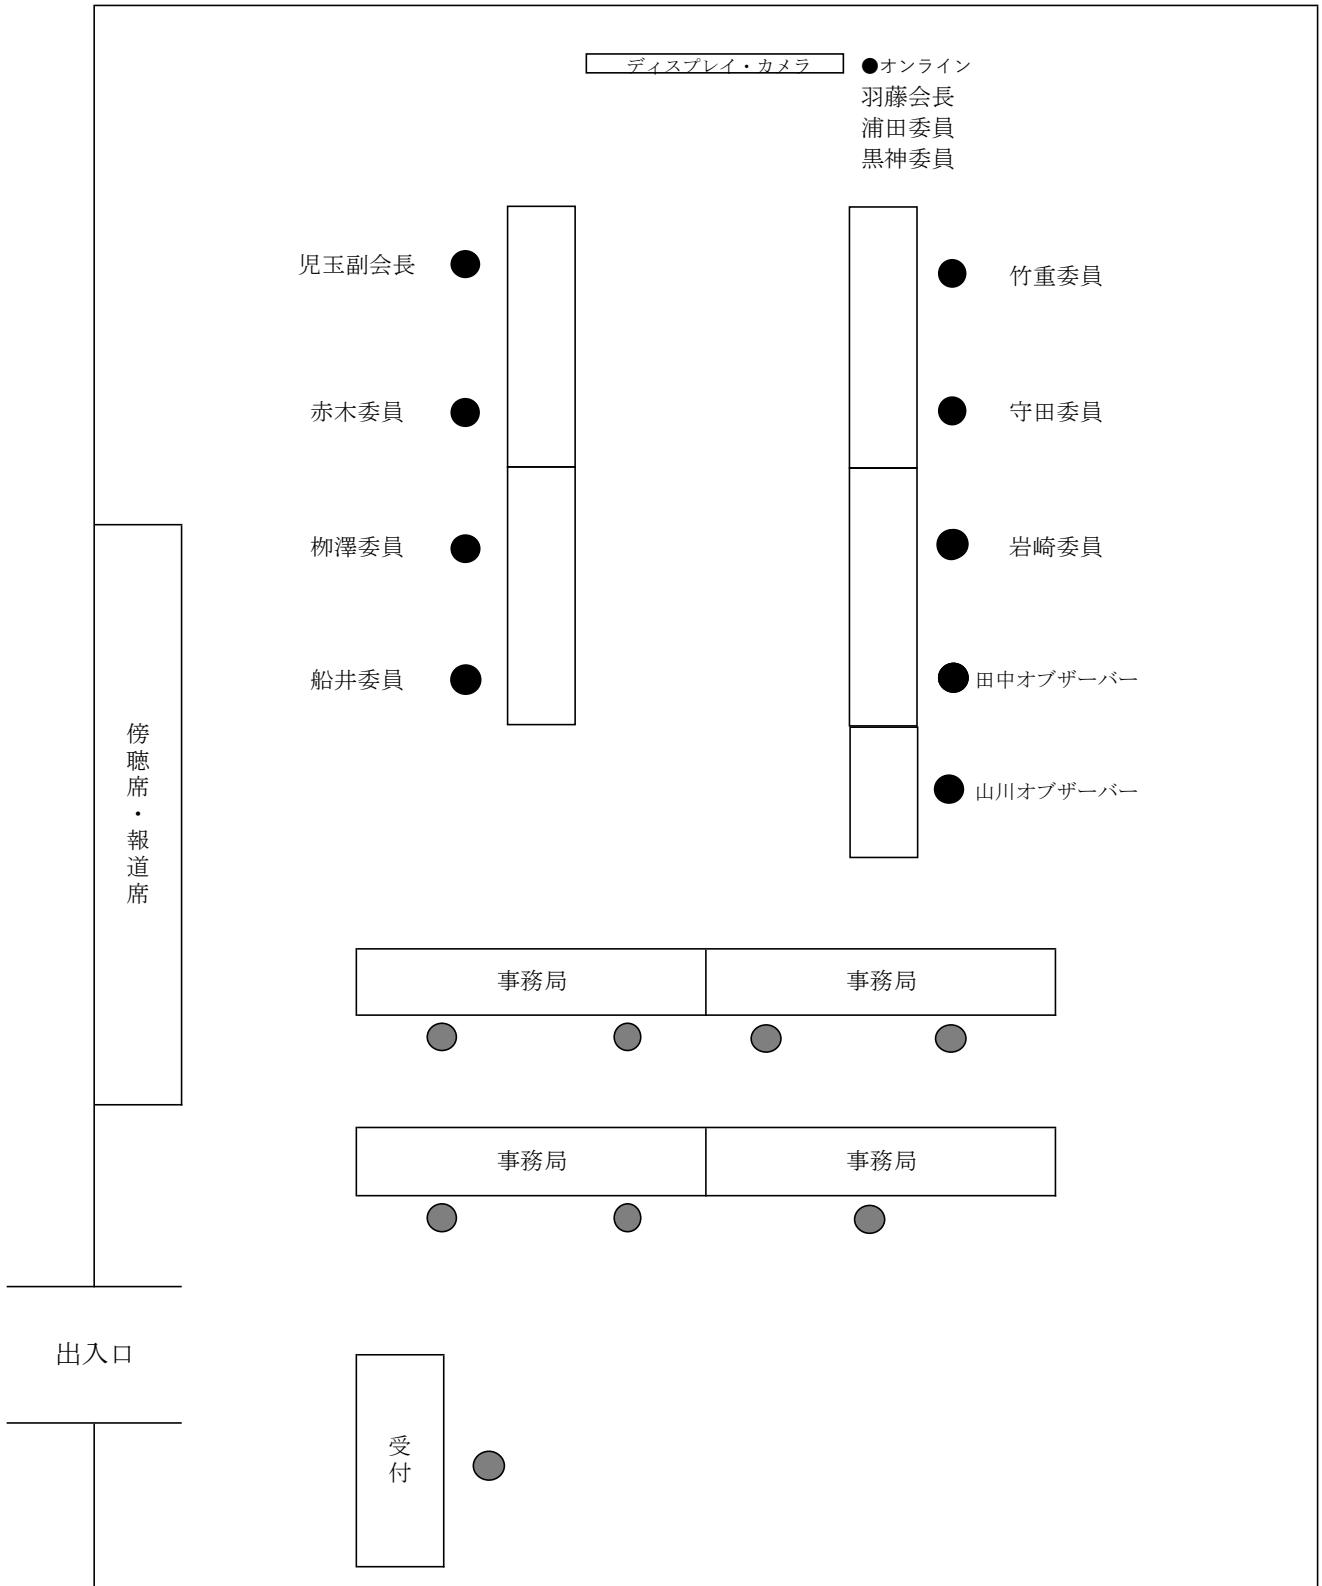 ディスプレイ・カメラ
●オンライン
羽藤会長
浦田委員
黒神委員
児玉副会長
竹重委員
赤木委員
守田委員
栁澤委員
岩崎委員
船井委員
田中オブザーバー
山川オブザーバー
傍聴席・報道席
事務局
事務局
事務局
事務局
出入口
受付